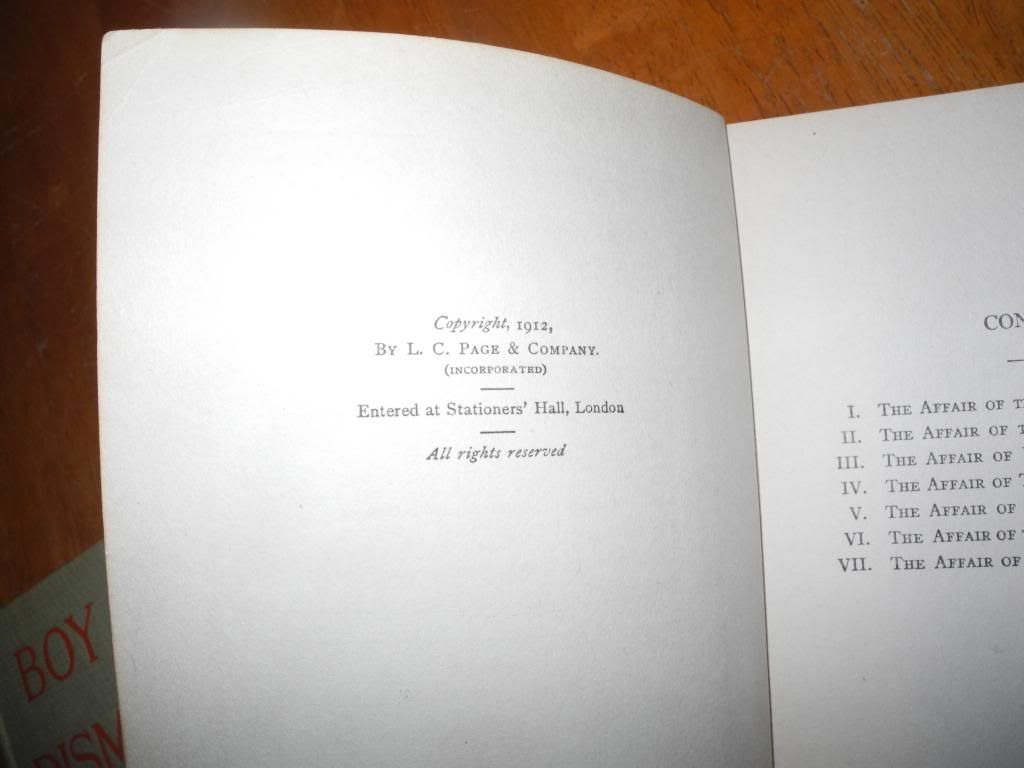 Copyright, 1912,
By L. C. Page & Company.
(INCORPORATED)
Entered at Stationers' Hall, London
All rights reserved
CON
I. The Affair of t
II. The Affair of
III. The Affair of
IV. The Affair of
V. The Affair of
VI. The Affair of
VII. The Affair of
BOY